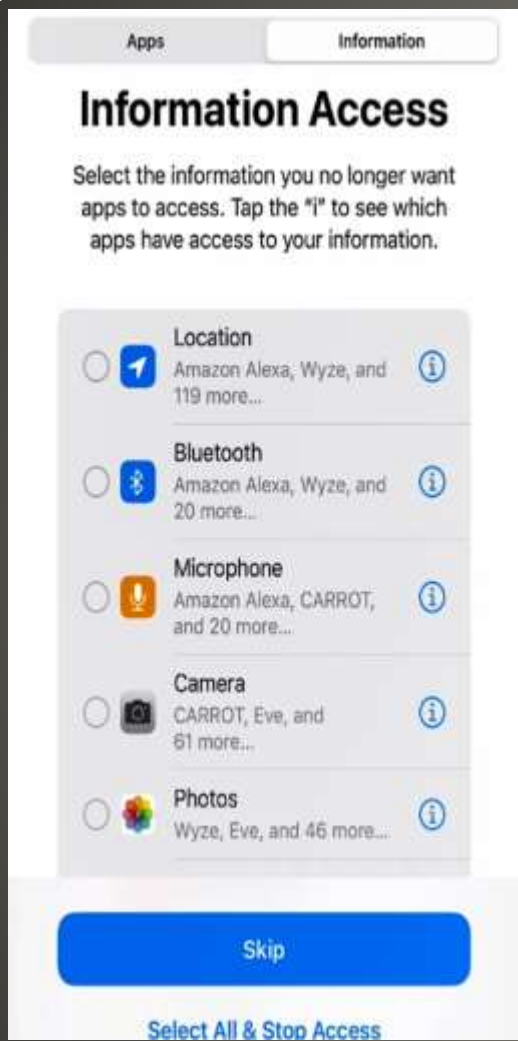 Apps
Information
Information Access
Select the information you no longer want
apps to access. Tap the "i" to see which
apps have access to your information.
Location
Amazon Alexa, Wyze, and
119 more...
Bluetooth
Amazon Alexa, Wyze, and
20 more...
Microphone
Amazon Alexa, CARROT,
and 20 more...
Camera
CARROT, Eve, and
61 more...
Photos
Wyze, Eve, and 46 more...
Skip
Select All & Stop Access